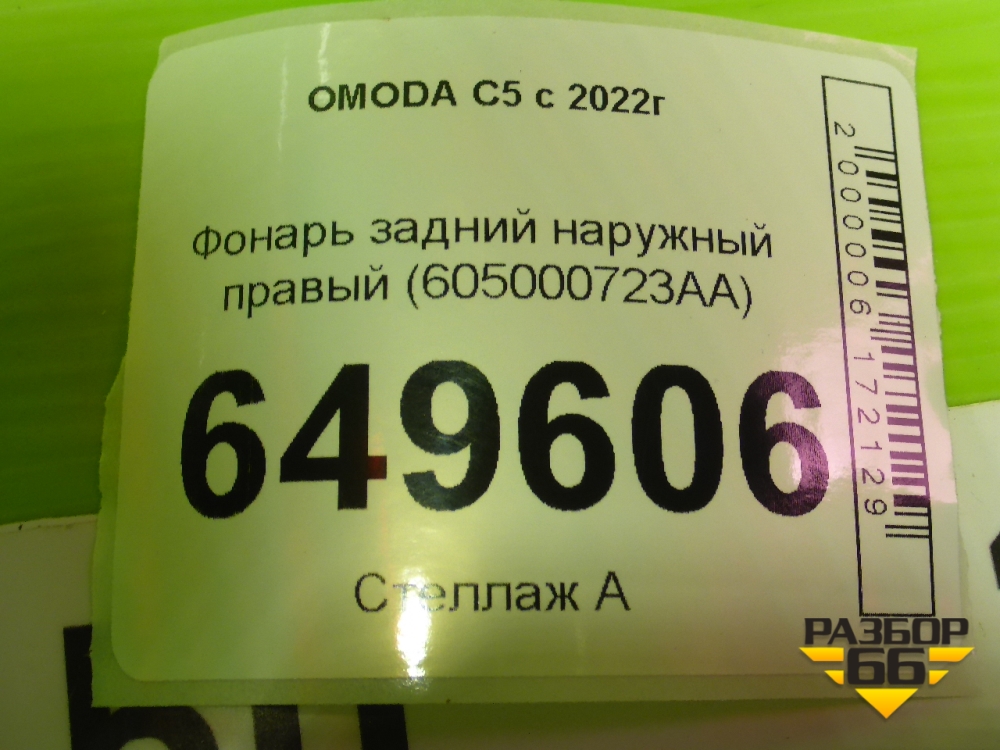 OMODA C5 с 2022г
Фонарь задний наружный
правый (605000723AA)
649606
Стеллаж А
2000006172129
РАЗБОР
66